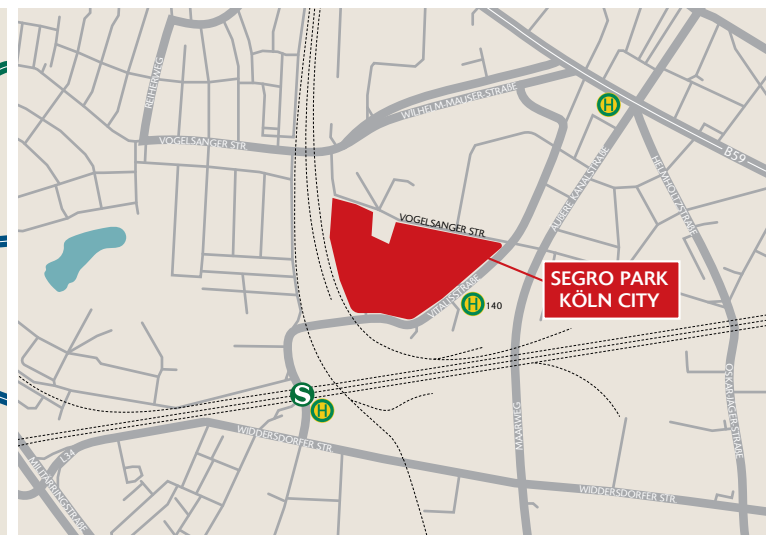 REIHERWEG
VOGELSANGER STR.
WILHELM-MAUSER-STRAßE
H
B59
ÄUßERE KANALSTRAßE
HELMHOLTZSTRAßE
VOGELSANGER STR.
SEGRO PARK
KÖLN CITY
VITALISSTRAßE
H 140
S
H
OSKAR-JÄGER-STRAßE
MAARWEG
WIDDERSDORFER STR.
L34
MILITÄRRINGSTRAßE
WIDDERSDORFER STR.